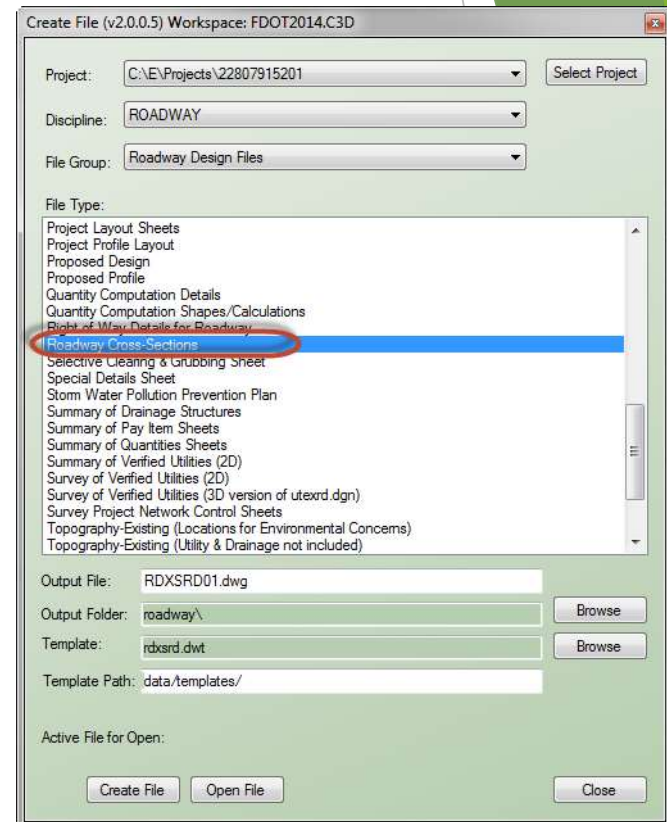 Create File (v2.0.0.5) Workspace: FDOT2014.C3D
Project: C:\E\Projects\22807915201 Select Project
Discipline: ROADWAY
File Group: Roadway Design Files
File Type:
Project Layout Sheets
Project Profile Layout
Proposed Design
Proposed Profile
Quantity Computation Details
Quantity Computation Shapes/Calculations
Right of Way Details for Roadway
Roadway Cross-Sections
Selective Clearing & Grubbing Sheet
Special Details Sheet
Storm Water Pollution Prevention Plan
Summary of Drainage Structures
Summary of Pay Item Sheets
Summary of Quantities Sheets
Summary of Verified Utilities (2D)
Survey of Verified Utilities (2D)
Survey of Verified Utilities (3D version of utexrd.dgn)
Survey Project Network Control Sheets
Topography-Existing (Locations for Environmental Concerns)
Topography-Existing (Utility & Drainage not included)
Output File: RDXSRD01.dwg
Output Folder: roadway\ Browse
Template: rdxsrd.dwt Browse
Template Path: data/templates/
Active File for Open:
Create File Open File Close